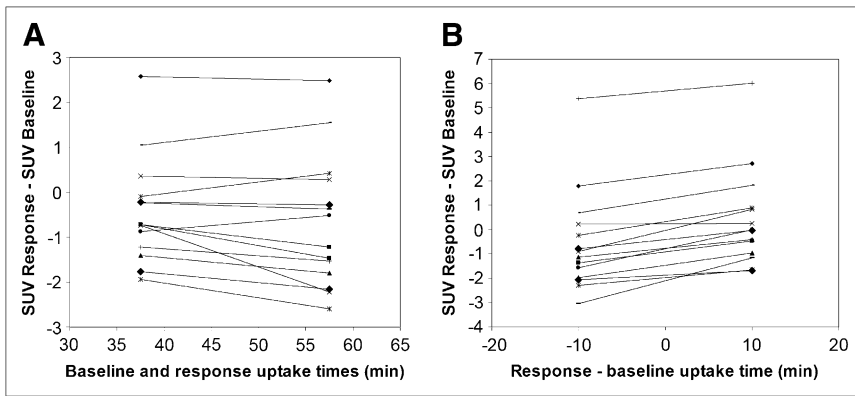 A
SUV Response - SUV Baseline
3
2
1
0
-1
-2
-3
30 35 40 45 50 55 60 65
Baseline and response uptake times (min)
B
SUV Response - SUV Baseline
7
6
5
4
3
2
1
0
-1
-2
-3
-4
-20 -10 0 10 20
Response - baseline uptake time (min)